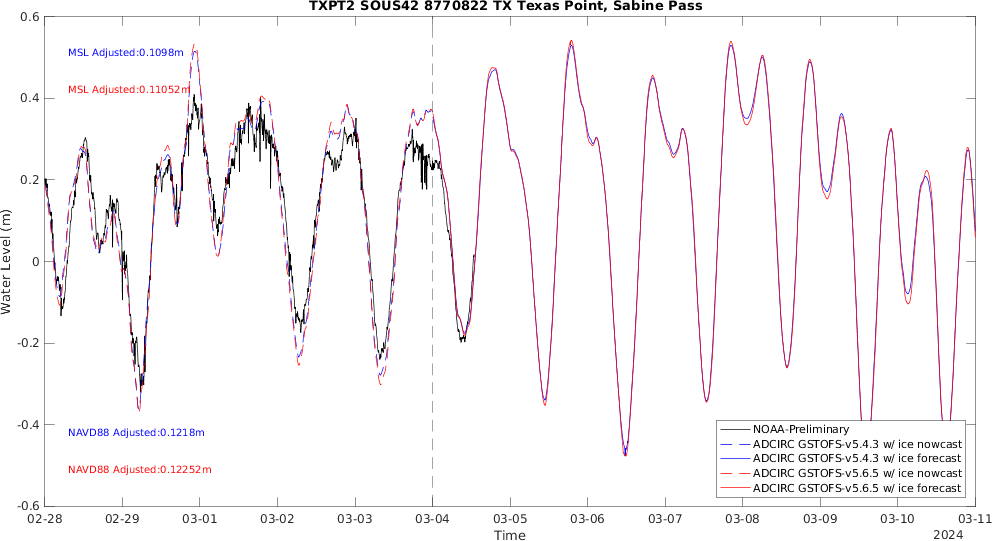 TXPT2 SOUS42 8770822 TX Texas Point, Sabine Pass
0.6
0.4
0.2
0
-0.2
-0.4
-0.6
Water Level (m)
MSL Adjusted:0.1098m
MSL Adjusted:0.11052m
NAVD88 Adjusted:0.1218m
NAVD88 Adjusted:0.12252m
NOAA-Preliminary
ADCIRC GSTOFS-v5.4.3 w/ ice nowcast
ADCIRC GSTOFS-v5.4.3 w/ ice forecast
ADCIRC GSTOFS-v5.6.5 w/ ice nowcast
ADCIRC GSTOFS-v5.6.5 w/ ice forecast
02-28 02-29 03-01 03-02 03-03 03-04 03-05 03-06 03-07 03-08 03-09 03-10 03-11
Time
2024